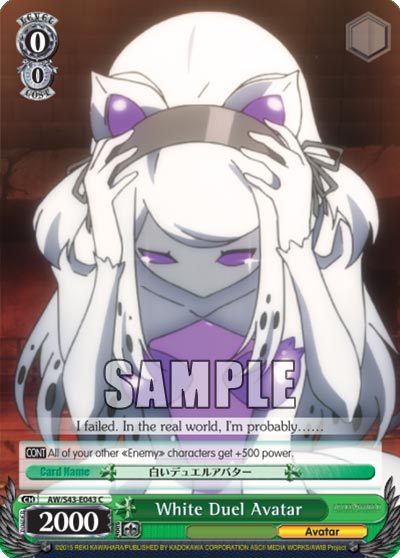 LEVEL
0
0
COST
SAMPLE
I failed. In the real world, I'm probably……
CONT All of your other «Enemy» characters get +500 power.
Card Name 白いデュエルアバター
CH AW/S43-E043 C
2000
White Duel Avatar
Avatar
©2015 REKI KAWAHARA/PUBLISHED BY KADOKAWA CORPORATION ASCII MEDIA WORKS/AWIB Project